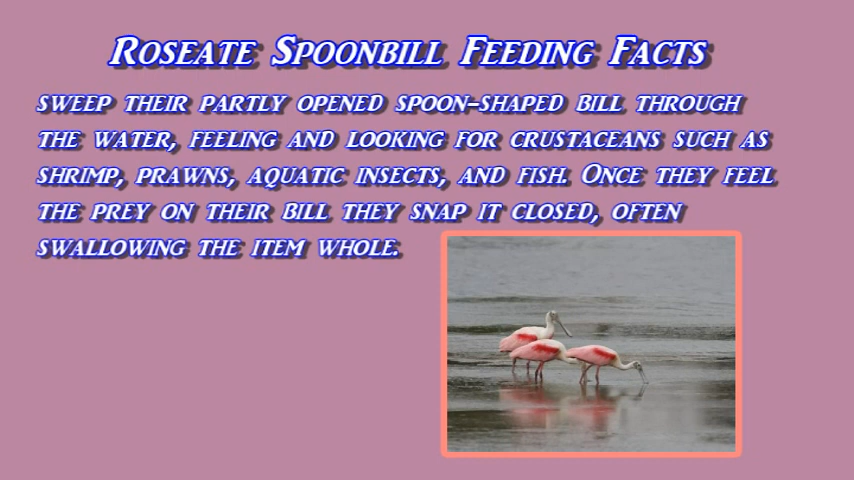 Roseate Spoonbill Feeding Facts
sweep their partly opened spoon-shaped bill through
the water, feeling and looking for crustaceans such as
shrimp, prawns, aquatic insects, and fish. Once they feel
the prey on their bill they snap it closed, often
swallowing the item whole.